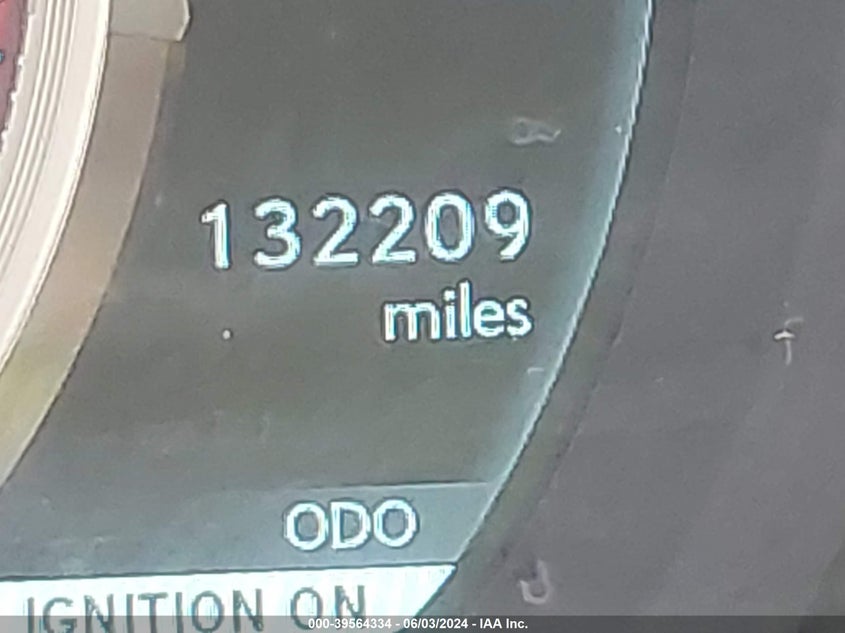 132209
miles
ODO
IGNITION ON
000-39564334 - 06/03/2024 - IAA Inc.